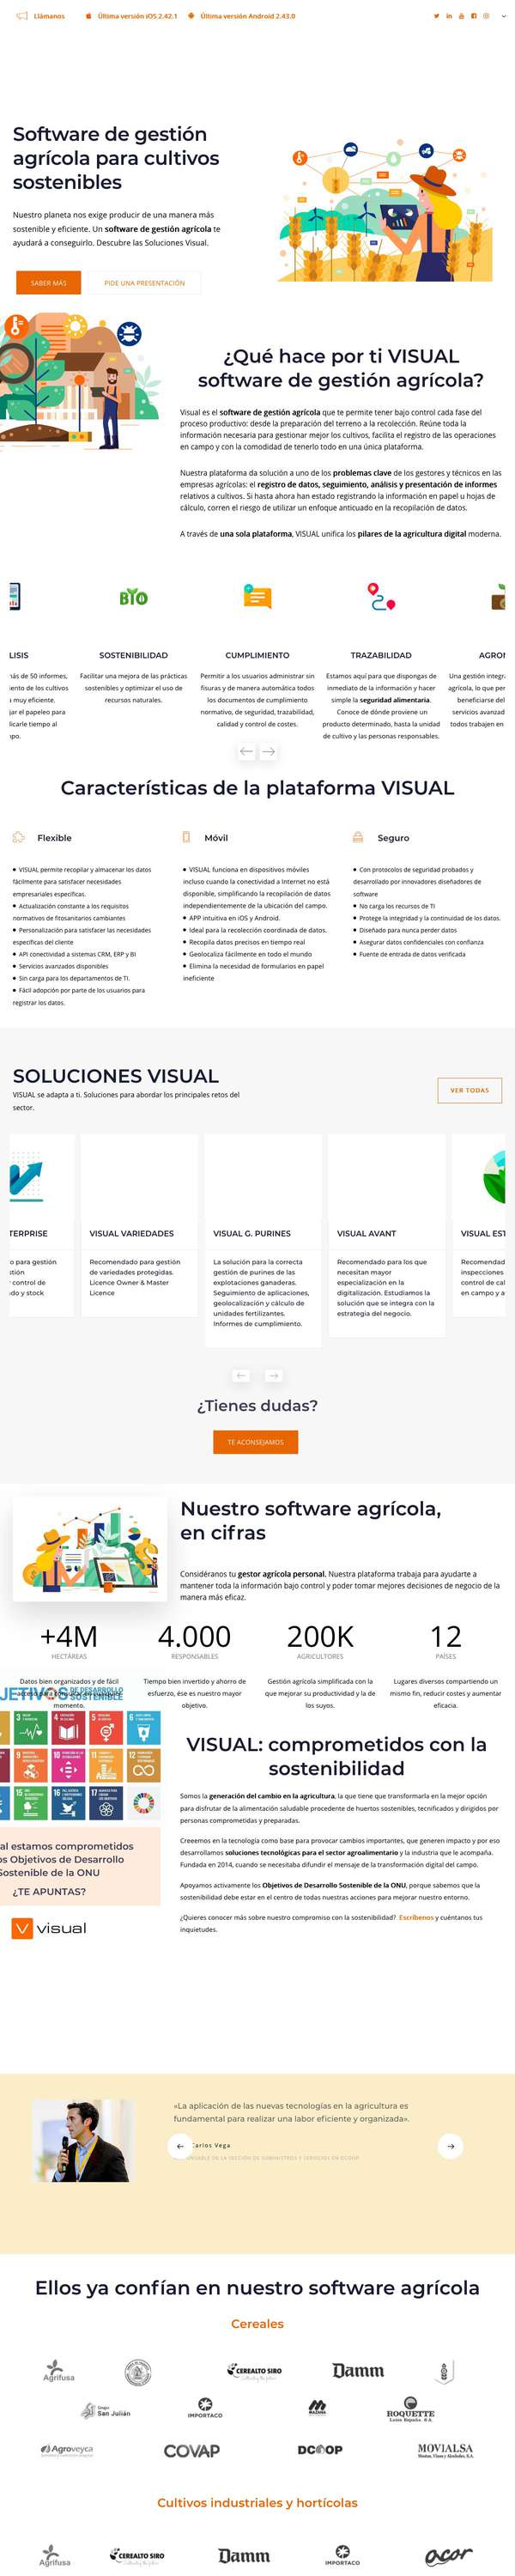 Llámanos
Última versión iOS 2.42.1
Última versión Android 2.43.0
Software de gestión
agrícola para cultivos
sostenibles
Nuestro planeta nos exige producir de una manera más
sostenible y eficiente. Un software de gestión agrícola te
ayudará a conseguirlo. Descubre las Soluciones Visual.
SABER MÁS
PIDE UNA PRESENTACIÓN
¿Qué hace por ti VISUAL
software de gestión agrícola?
Visual es el software de gestión agrícola que te permite tener bajo control cada fase del
proceso productivo: desde la preparación del terreno a la recolección. Reúne toda la
información necesaria para gestionar mejor los cultivos, facilita el registro de las operaciones
en campo y con la comodidad de tenerlo todo en una única plataforma.
Nuestra plataforma da solución a uno de los problemas clave de los gestores y técnicos en las
empresas agrícolas: el registro de datos, seguimiento, análisis y presentación de informes
relativos a cultivos. Si hasta ahora han estado registrando la información en papel u hojas de
cálculo, corren el riesgo de utilizar un enfoque anticuado en la recopilación de datos.
A través de una sola plataforma, VISUAL unifica los pilares de la agricultura digital moderna.
BIO
LISIS
más de 50 informes,
iento de los cultivos
a muy eficiente.
jar el papeleo para
licarle tiempo al
SOSTENIBILIDAD
Facilitar una mejora de las prácticas
sostenibles y optimizar el uso de
recursos naturales.
CUMPLIMIENTO
Permitir a los usuarios administrar sin
fisuras y de manera automática todos
los documentos de cumplimiento
normativo, de seguridad, trazabilidad,
calidad y control de costes.
TRAZABILIDAD
Estamos aquí para que dispongas de
inmediato de la información y hacer
simple la seguridad alimentaria.
Conoce de dónde proviene un
producto determinado, hasta la unidad
de cultivo y las personas responsables.
AGRO
Una gestión integr
agrícola, lo que per
beneficiarse del
servicios avanzad
todos trabajen en
Características de la plataforma VISUAL
Flexible
VISUAL permite recopilar y almacenar los datos
fácilmente para satisfacer necesidades
empresariales específicas.
Actualización constante a los requisitos
normativos de fitosanitarios cambiantes
Personalización para satisfacer las necesidades
específicas del cliente
API conectividad a sistemas CRM, ERP y BI
Servicios avanzados disponibles
Sin carga para los departamentos de TI.
Fácil adopción por parte de los usuarios para
registrar los datos.
Móvil
VISUAL funciona en dispositivos móviles
incluso cuando la conectividad a Internet no está
disponible, simplificando la recopilación de datos
independientemente de la ubicación del campo.
APP intuitiva en iOS y Android.
Ideal para la recolección coordinada de datos.
Recopila datos precisos en tiempo real
Geolocaliza fácilmente en todo el mundo
Elimina la necesidad de formularios en papel
ineficiente
Seguro
Con protocolos de seguridad probados y
desarrollado por innovadores diseñadores de
software
No carga los recursos de TI
Protege la integridad y la continuidad de los datos.
Diseñado para nunca perder datos
Asegurar datos confidenciales con confianza
Fuente de entrada de datos verificada
SOLUCIONES VISUAL
VISUAL se adapta a ti. Soluciones para abordar los principales retos del
sector.
VER TODAS
TERPRISE
o para gestión
stión
control de
do y stock
VISUAL VARIEDADES
Recomendado para gestión
de variedades protegidas.
Licence Owner & Master
Licence
VISUAL G. PURINES
La solución para la correcta
gestión de purines de las
explotaciones ganaderas.
Seguimiento de aplicaciones,
geolocalización y cálculo de
unidades fertilizantes.
Informes de cumplimiento.
VISUAL AVANT
Recomendado para los que
necesitan mayor
especialización en la
digitalización. Estudiamos la
solución que se integra con la
estrategia del negocio.
VISUAL EST
Recomendad
inspecciones
control de cal
en campo y a
¿Tienes dudas?
TE ACONSEJAMOS
Nuestro software agrícola,
en cifras
Considéranos tu gestor agrícola personal. Nuestra plataforma trabaja para ayudarte a
mantener toda la información bajo control y poder tomar mejores decisiones de negocio de la
manera más eficaz.
+4M
HECTÁREAS
Datos bien organizados y de fácil
momento.
4.000
RESPONSABLES
Tiempo bien invertido y ahorro de
esfuerzo, ése es nuestro mayor
objetivo.
200K
AGRICULTORES
Gestión agrícola simplificada con la
que mejorar su productividad y la de
los suyos.
12
PAÍSES
Lugares diversos compartiendo un
mismo fin, reducir costes y aumentar
eficacia.
JETIVOS DE DESARROLLO
SOSTENIBLE
3
4
5
6
9
10
11
12
15
16
17
al estamos comprometidos
os Objetivos de Desarrollo
Sostenible de la ONU
¿TE APUNTAS?
visual
VISUAL: comprometidos con la
sostenibilidad
Somos la generación del cambio en la agricultura, la que tiene que transformarla en la mejor opción
para disfrutar de la alimentación saludable procedente de huertos sostenibles, tecnificados y dirigidos por
personas comprometidas y preparadas.
Creeemos en la tecnología como base para provocar cambios importantes, que generen impacto y por eso
desarrollamos soluciones tecnológicas para el sector agroalimentario y la industria que le acompaña.
Fundada en 2014, cuando se necesitaba difundir el mensaje de la transformación digital del campo.
Apoyamos activamente los Objetivos de Desarrollo Sostenible de la ONU, porque sabemos que la
sostenibilidad debe estar en el centro de todas nuestras acciones para mejorar nuestro entorno.
¿Quieres conocer más sobre nuestro compromiso con la sostenibilidad? Escríbenos y cuéntanos tus
inquietudes.
«La aplicación de las nuevas tecnologías en la agricultura es
fundamental para realizar una labor eficiente y organizada».
Carlos Vega
RESPONSABLE DE LA SECCIÓN DE SUMINISTROS Y SERVICIOS EN DCOOP
Ellos ya confían en nuestro software agrícola
Cereales
Agrifusa
CEREALTO SIRO
Damm
Grupo
San Julián
IMPORTACO
MAZANA
ROQUETTE
Laisa España, S.A.
Agroveyca
COVAP
DCOOP
MOVIALSA
Mostos, Vinos y Alcoholes, S.A.
Cultivos industriales y hortícolas
Agrifusa
CEREALTO SIRO
Damm
IMPORTACO
acor